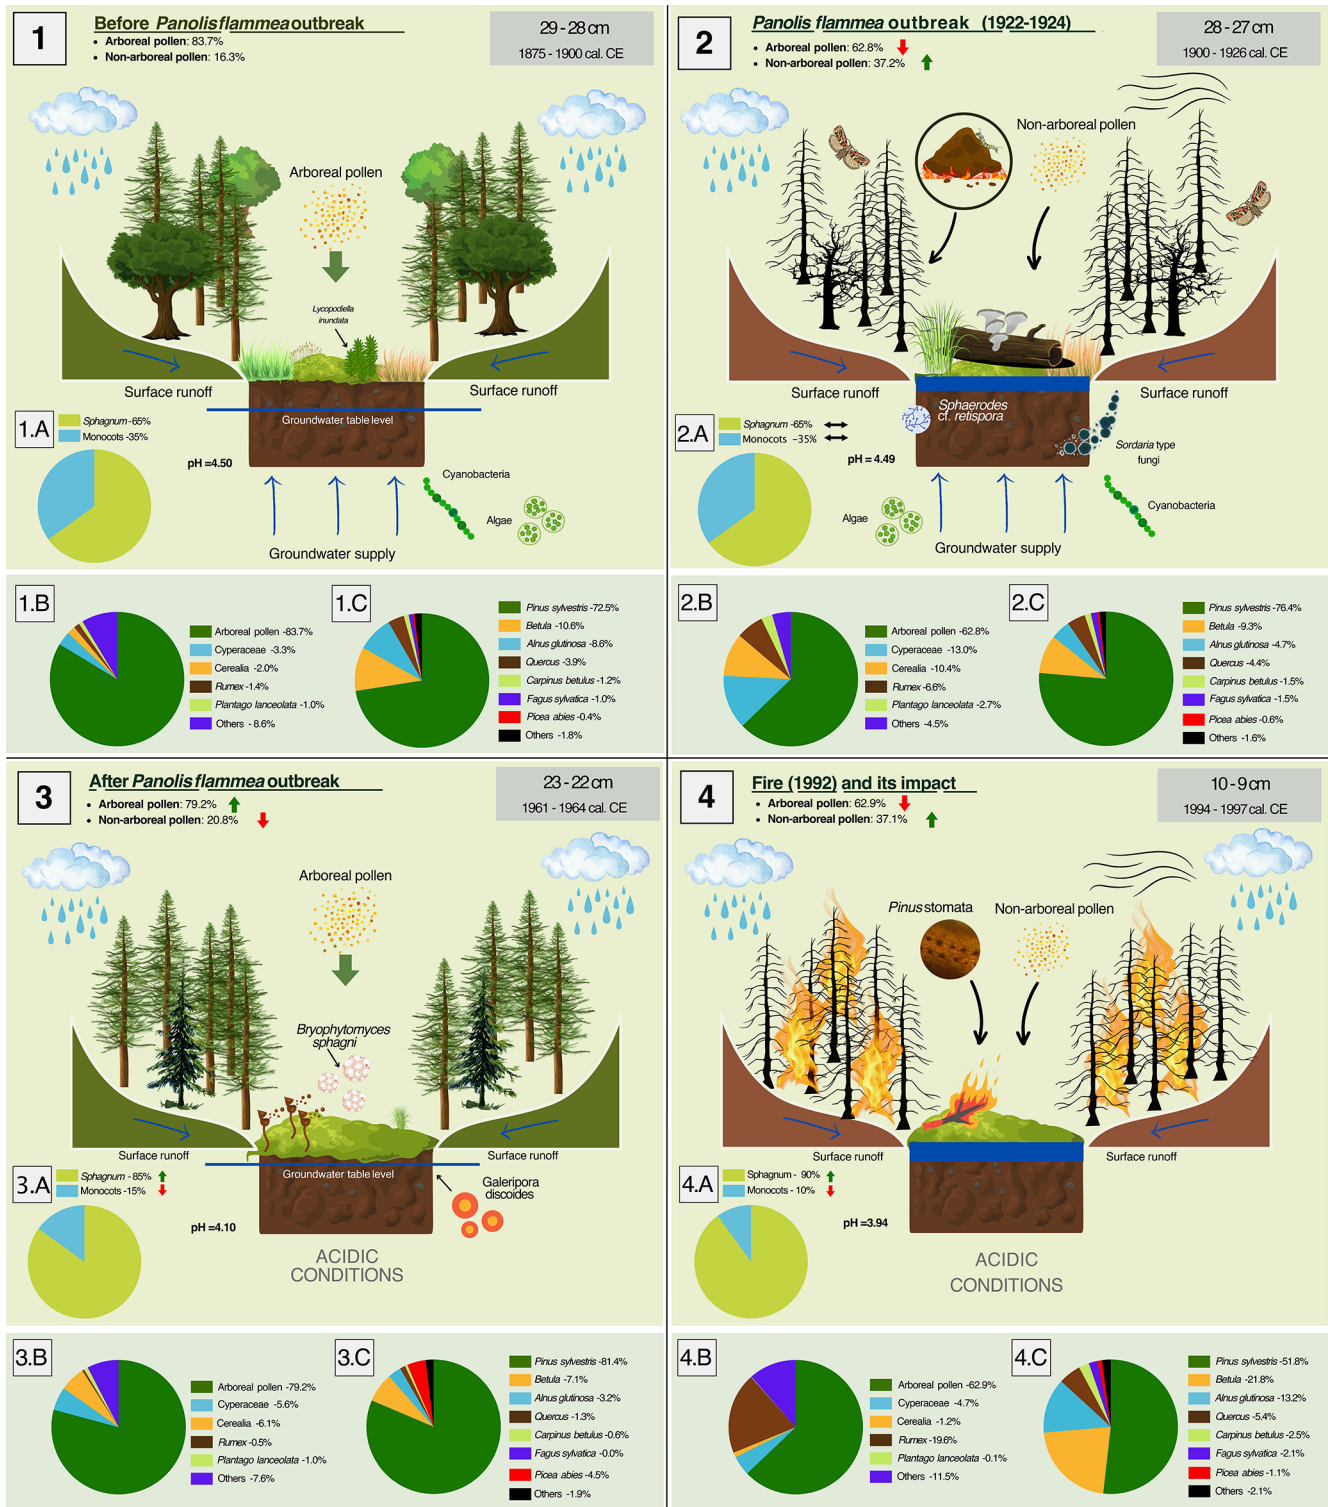 1
Before Panolis flammea outbreak
• Arboreal pollen: 83.7%
• Non-arboreal pollen: 16.3%
29 - 28 cm
1875 - 1900 cal. CE
Arboreal pollen
Lycopodiella
inundata
Surface runoff
Surface runoff
Groundwater table level
1.A
Sphagnum -65%
Monocots -35%
pH =4.50
Cyanobacteria
Algae
Groundwater supply
1.B
Arboreal pollen -83.7%
Cyperaceae -3.3%
Cerealia -2.0%
Rumex -1.4%
Plantago lanceolata -1.0%
Others - 8.6%
1.C
Pinus sylvestris -72.5%
Betula -10.6%
Alnus glutinosa -8.6%
Quercus -3.9%
Carpinus betulus -1.2%
Fagus sylvatica -1.0%
Picea abies -0.4%
Others -1.8%
2
Panolis flammea outbreak (1922-1924)
• Arboreal pollen: 62.8%
• Non-arboreal pollen: 37.2%
28 - 27 cm
1900 - 1926 cal. CE
Non-arboreal pollen
Surface runoff
Surface runoff
Sphaerodes
cf. retispora
Sordaria type
fungi
2.A
Sphagnum -65%
Monocots -35%
pH = 4.49
Cyanobacteria
Algae
Groundwater supply
2.B
Arboreal pollen -62.8%
Cyperaceae -13.0%
Cerealia -10.4%
Rumex -6.6%
Plantago lanceolata -2.7%
Others -4.5%
2.C
Pinus sylvestris -76.4%
Betula -9.3%
Alnus glutinosa -4.7%
Quercus -4.4%
Carpinus betulus -1.5%
Fagus sylvatica -1.5%
Picea abies -0.6%
Others -1.6%
3
After Panolis flammea outbreak
• Arboreal pollen: 79.2%
• Non-arboreal pollen: 20.8%
23 - 22 cm
1961 - 1964 cal. CE
Arboreal pollen
Bryophytomyces
sphagni
Surface runoff
Surface runoff
Groundwater table level
Galeripora
discoides
3.A
Sphagnum - 85%
Monocots -15%
pH =4.10
ACIDIC
CONDITIONS
3.B
Arboreal pollen -79.2%
Cyperaceae -5.6%
Cerealia -6.1%
Rumex -0.5%
Plantago lanceolata -1.0%
Others -7.6%
3.C
Pinus sylvestris -81.4%
Betula -7.1%
Alnus glutinosa -3.2%
Quercus -1.3%
Carpinus betulus -0.6%
Fagus sylvatica -0.0%
Picea abies -4.5%
Others -1.9%
4
Fire (1992) and its impact
• Arboreal pollen: 62.9%
• Non-arboreal pollen: 37.1%
10 - 9 cm
1994 - 1997 cal. CE
Pinus stomata
Non-arboreal pollen
Surface runoff
Surface runoff
4.A
Sphagnum - 90%
Monocots - 10%
pH =3.94
ACIDIC
CONDITIONS
4.B
Arboreal pollen -62.9%
Cyperaceae -4.7%
Cerealia -1.2%
Rumex -19.6%
Plantago lanceolata -0.1%
Others -11.5%
4.C
Pinus sylvestris -51.8%
Betula -21.8%
Alnus glutinosa -13.2%
Quercus -5.4%
Carpinus betulus -2.5%
Fagus sylvatica -2.1%
Picea abies -1.1%
Others -2.1%